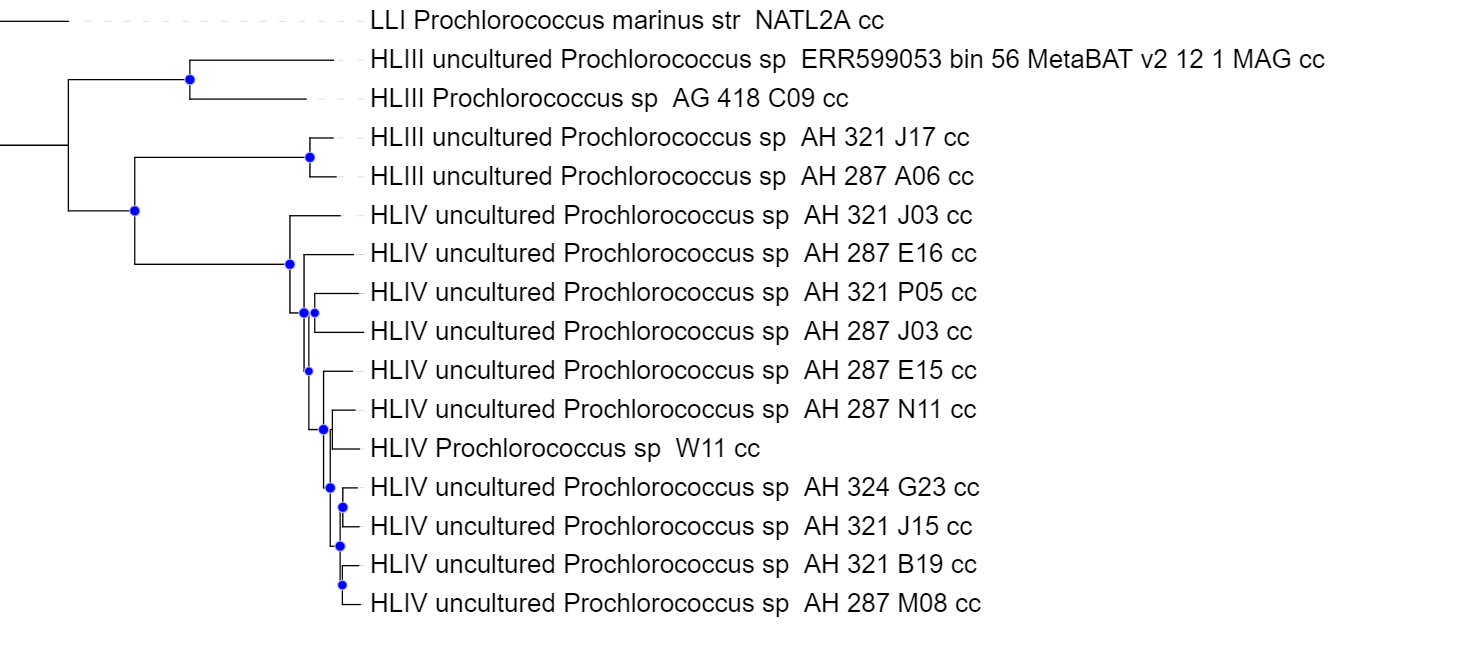 LLI Prochlorococcus marinus str NATL2A cc
HLIII uncultured Prochlorococcus sp ERR599053 bin 56 MetaBAT v2 12 1 MAG cc
HLIII Prochlorococcus sp AG 418 C09 cc
HLIII uncultured Prochlorococcus sp AH 321 J17 cc
HLIII uncultured Prochlorococcus sp AH 287 A06 cc
HLIV uncultured Prochlorococcus sp AH 321 J03 cc
HLIV uncultured Prochlorococcus sp AH 287 E16 cc
HLIV uncultured Prochlorococcus sp AH 321 P05 cc
HLIV uncultured Prochlorococcus sp AH 287 J03 cc
HLIV uncultured Prochlorococcus sp AH 287 E15 cc
HLIV uncultured Prochlorococcus sp AH 287 N11 cc
HLIV Prochlorococcus sp W11 cc
HLIV uncultured Prochlorococcus sp AH 324 G23 cc
HLIV uncultured Prochlorococcus sp AH 321 J15 cc
HLIV uncultured Prochlorococcus sp AH 321 B19 cc
HLIV uncultured Prochlorococcus sp AH 287 M08 cc